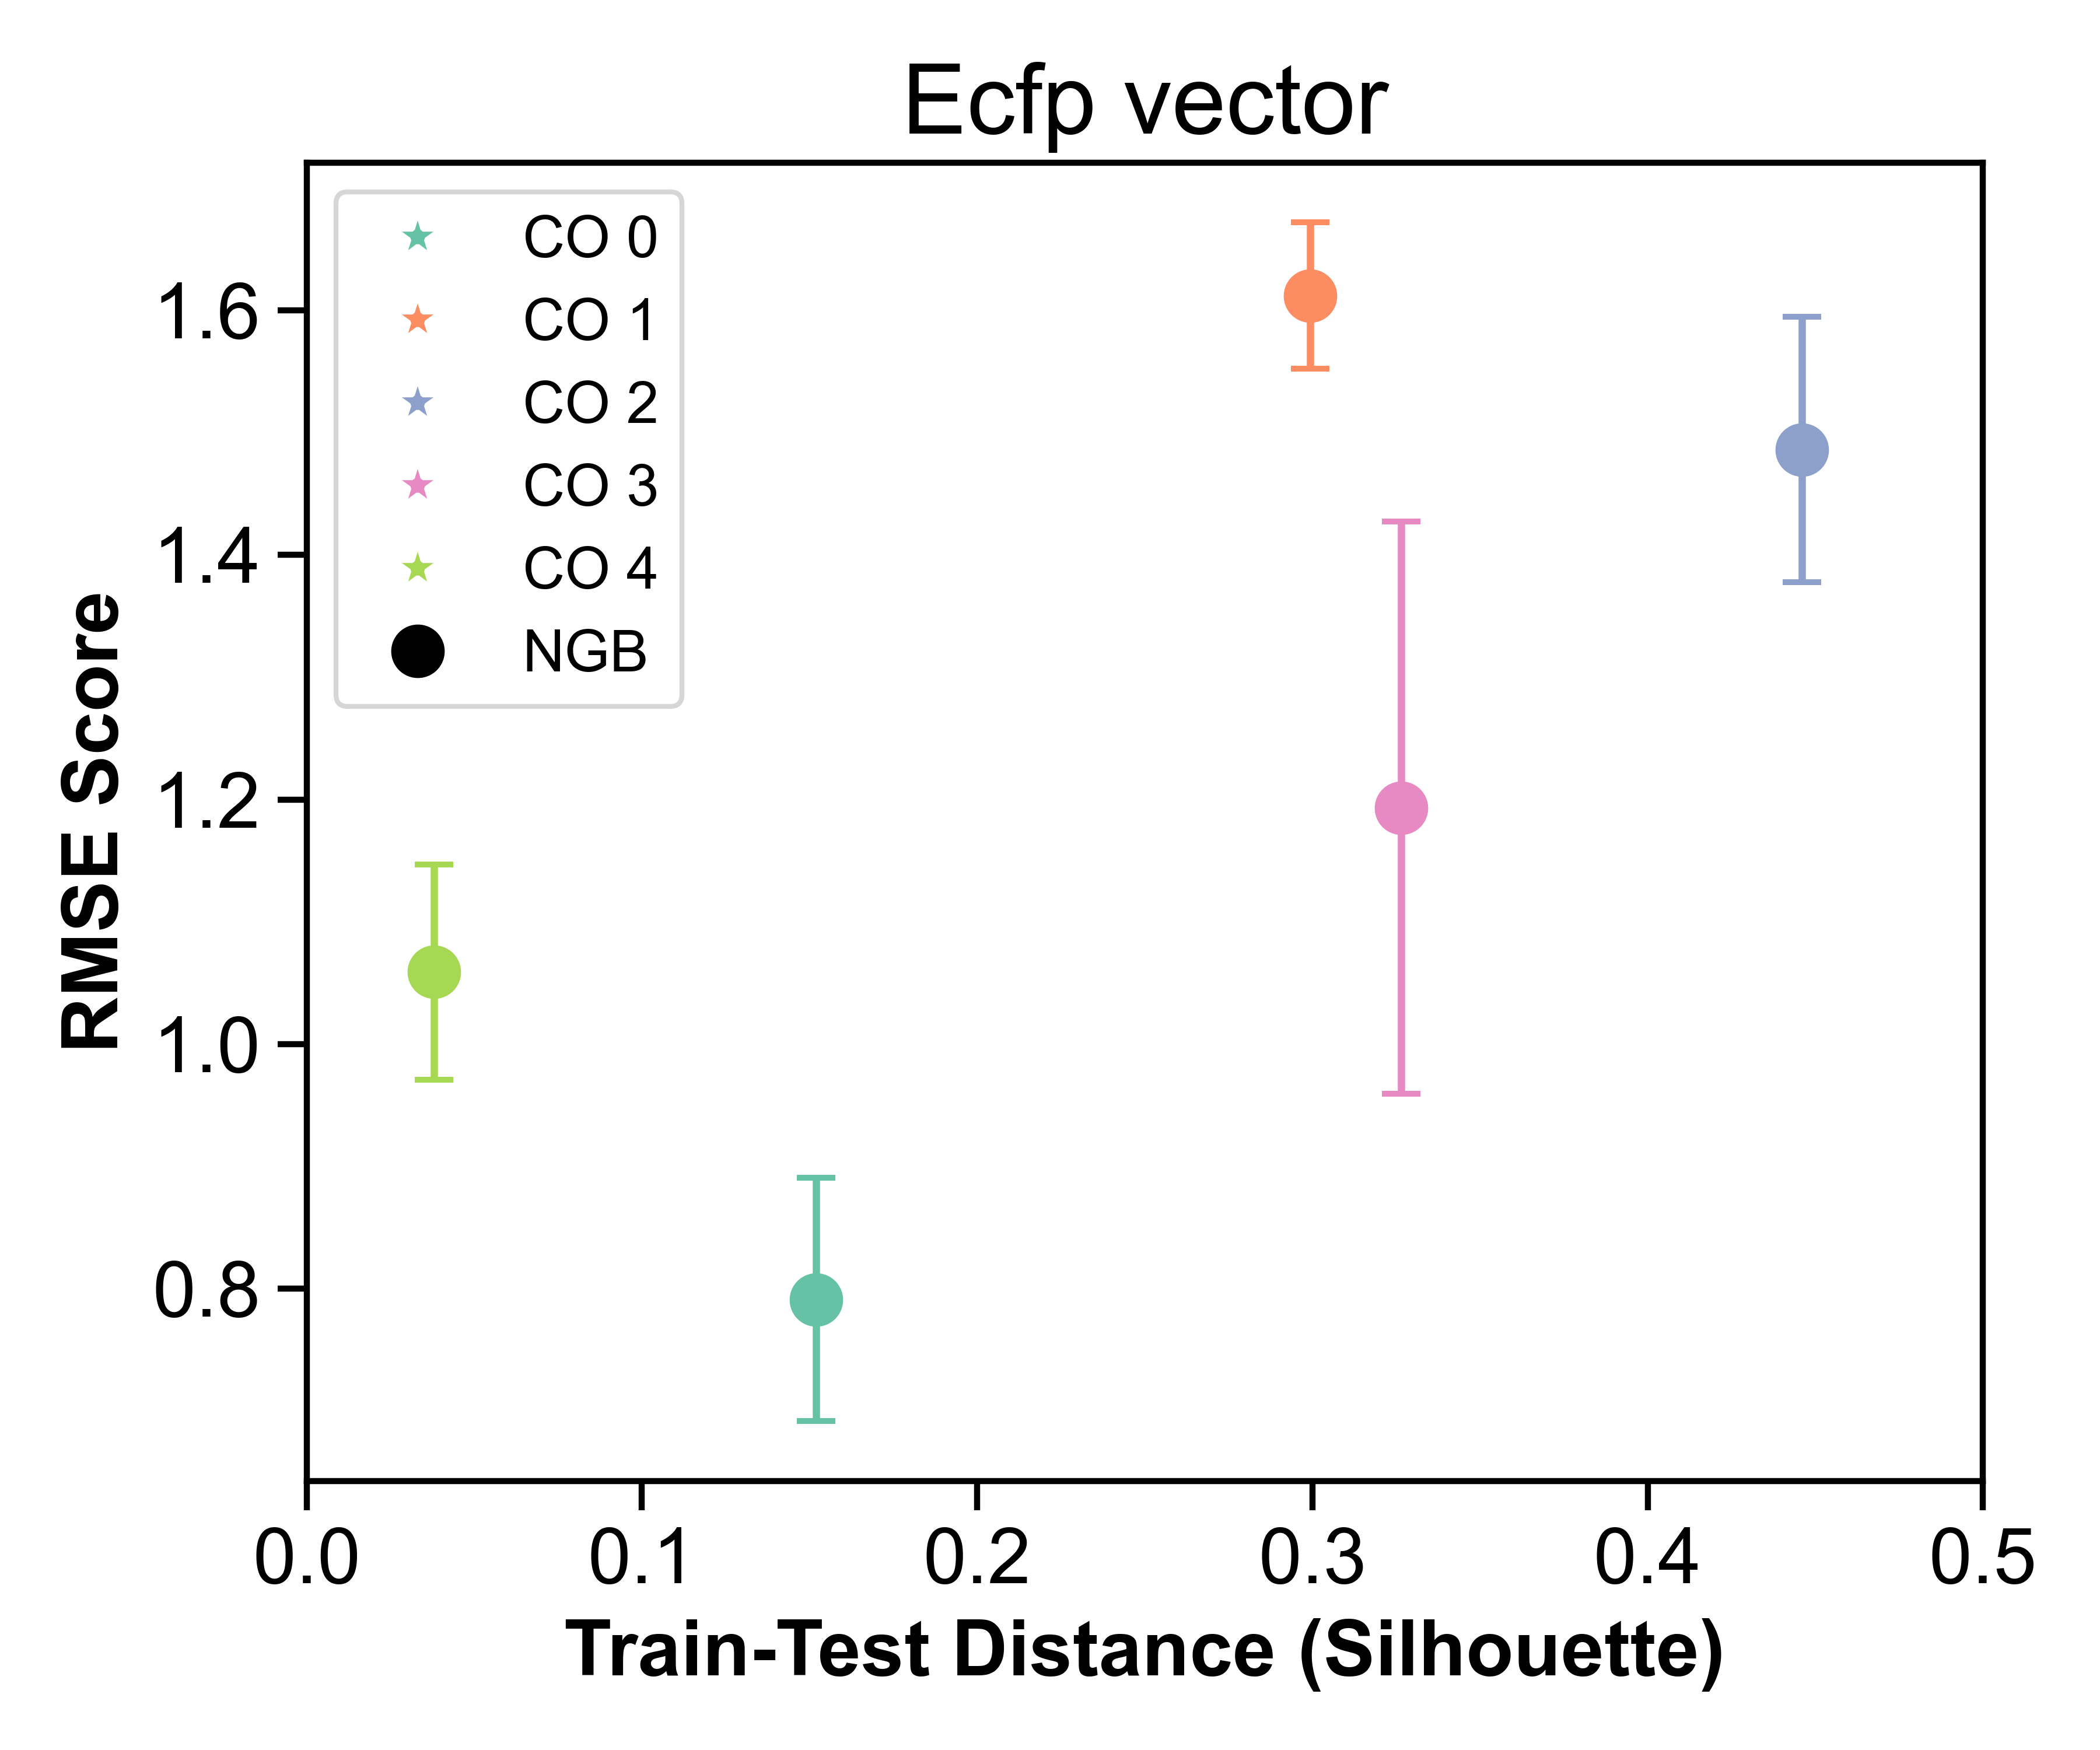 Ecfp vector
CO 0
CO 1
CO 2
CO 3
CO 4
NGB
RMSE Score
1.6
1.4
1.2
1.0
0.8
0.0 0.1 0.2 0.3 0.4 0.5
Train-Test Distance (Silhouette)